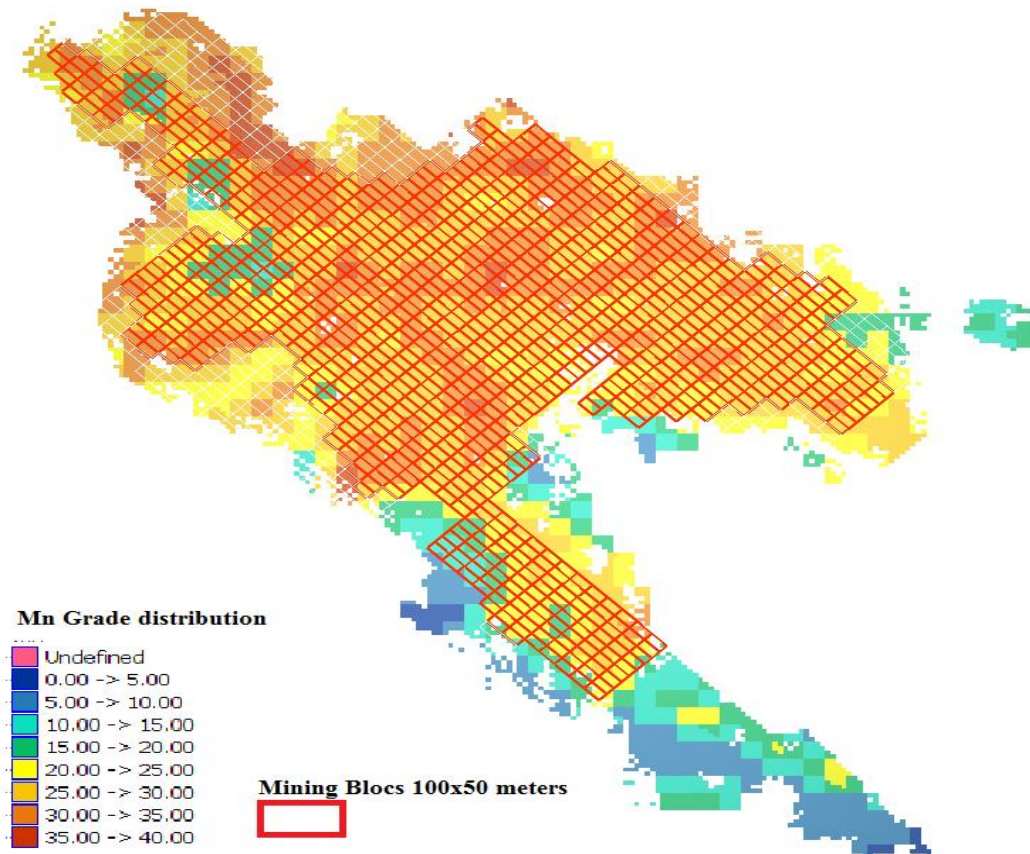 Mn Grade distribution
Undefined
0.00 -> 5.00
5.00 -> 10.00
10.00 -> 15.00
15.00 -> 20.00
20.00 -> 25.00
25.00 -> 30.00
30.00 -> 35.00
35.00 -> 40.00
Mining Blocs 100x50 meters